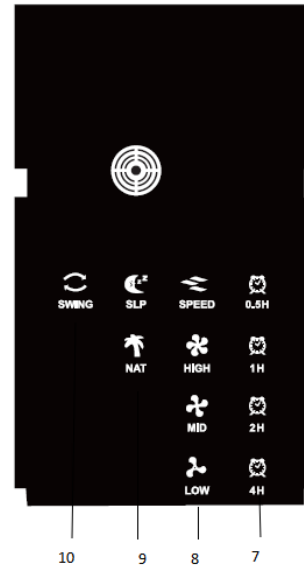 SWING SLP SPEED 0.5H
NAT HIGH 1H
MID 2H
LOW 4H
10 9 8 7